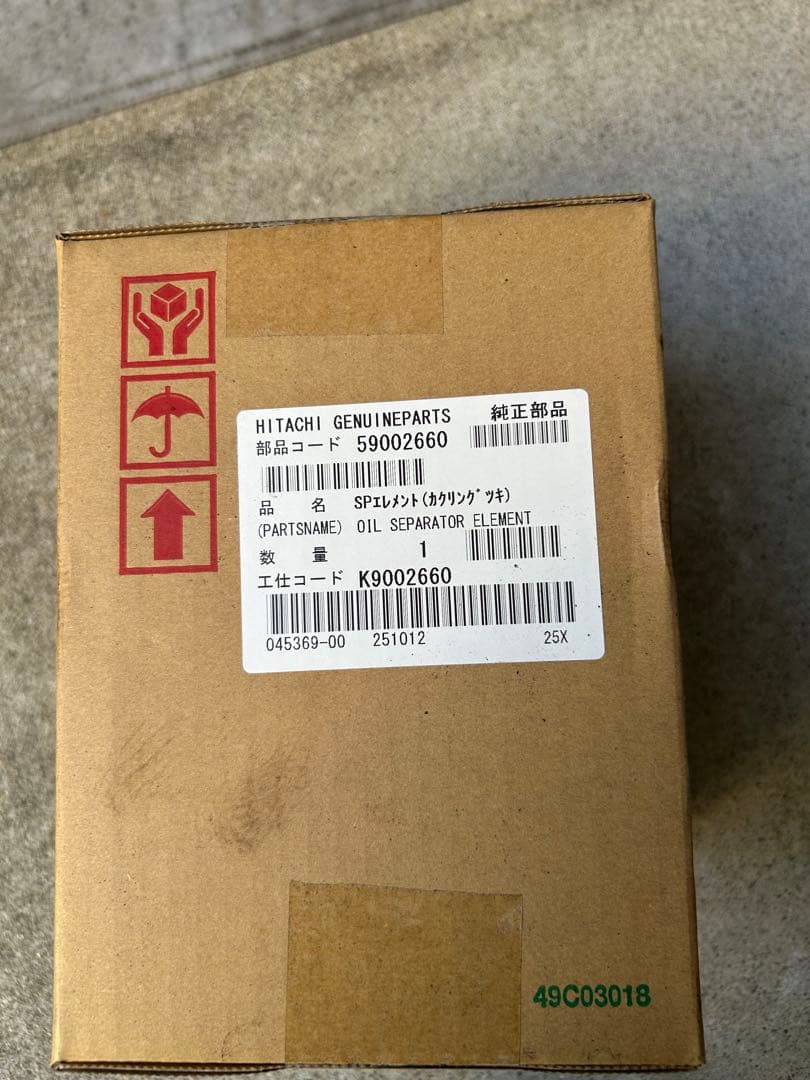 HITACHI GENUINEPARTS 純正部品
部品コード 59002660
品 名 SPエレメント(カクリングツキ)
(PARTSNAME) OIL SEPARATOR ELEMENT
数 量 1
工仕コード K9002660
045369-00 251012 25X
49C03018